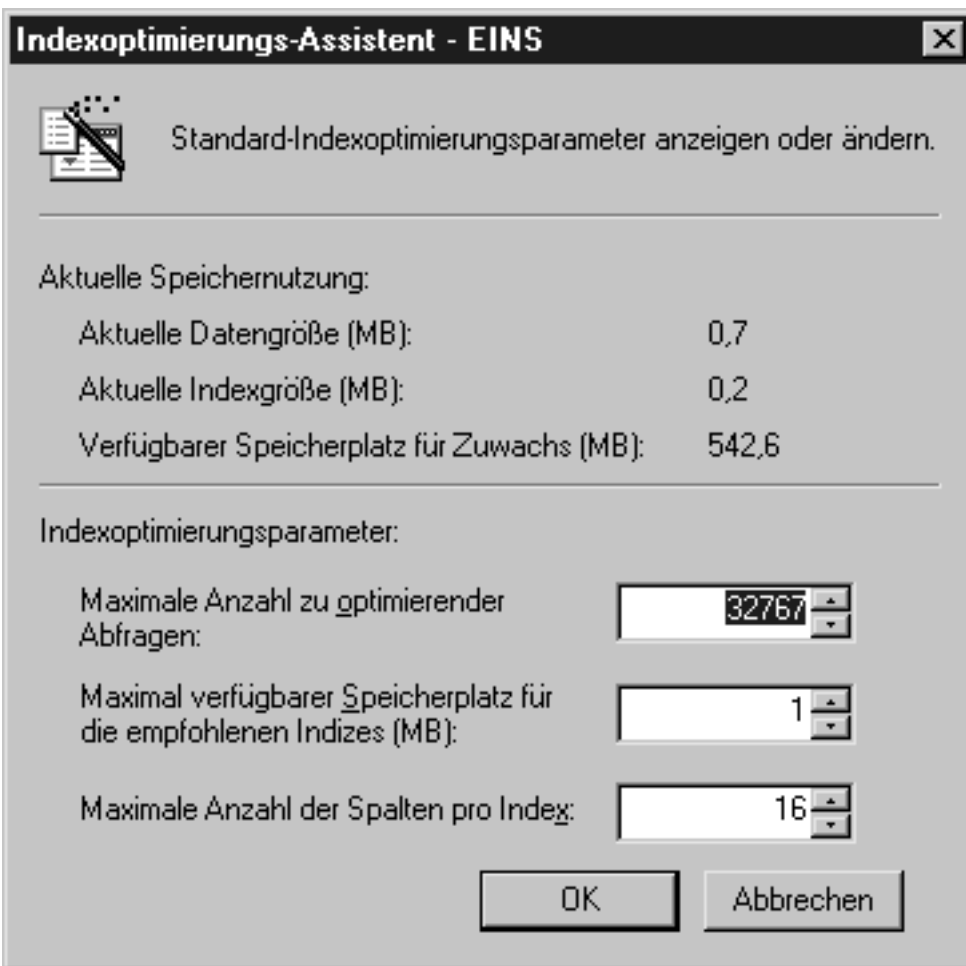 Indexoptimierungs-Assistent - EINS
Standard-Indexoptimierungsparameter anzeigen oder ändern.
Aktuelle Speichernutzung:
Aktuelle Datengröße (MB): 0,7
Aktuelle Indexgröße (MB): 0,2
Verfügbarer Speicherplatz für Zuwachs (MB): 542,6
Indexoptimierungsparameter:
Maximale Anzahl zu optimierender
Abfragen:
32767
Maximal verfügbarer Speicherplatz für
die empfohlenen Indizes (MB):
1
Maximale Anzahl der Spalten pro Index: 16
OK Abbrechen